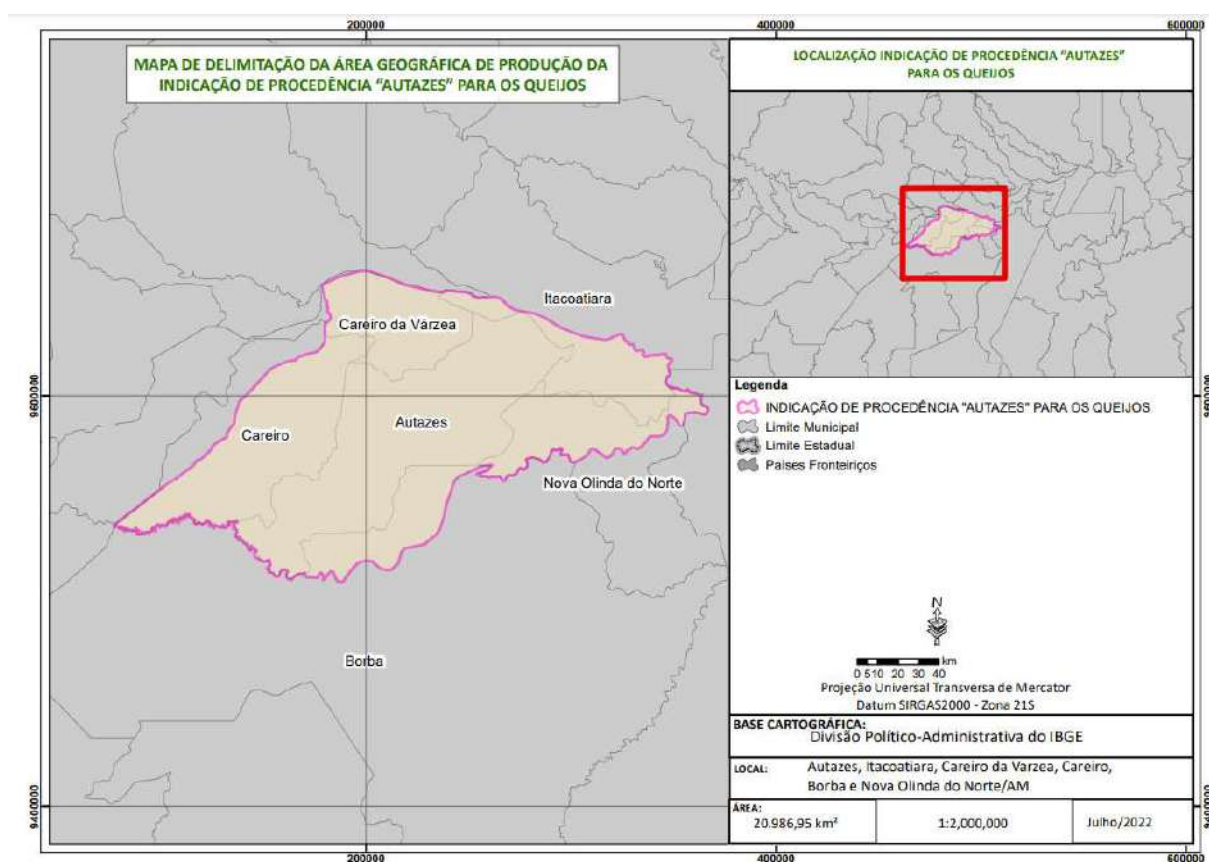 200000
400000
600000
MAPA DE DELIMITAÇÃO DA ÁREA GEOGRÁFICA DE PRODUÇÃO DA
INDICAÇÃO DE PROCEDÊNCIA "AUTAZES" PARA OS QUEIJOS
LOCALIZAÇÃO INDICAÇÃO DE PROCEDÊNCIA "AUTAZES"
PARA OS QUEIJOS
Itacoatiara
Careiro da Várzea
9600000
Autazes
Careiro
Nova Olinda do Norte
Borba
9400000
Legenda
INDICAÇÃO DE PROCEDÊNCIA "AUTAZES" PARA OS QUEIJOS
Limite Municipal
Limite Estadual
Países Fronteiriços
9600000
N
0 5 10 20 30 40 km
Projeção Universal Transversa de Mercator
Datum SIRGAS2000 - Zona 21S
BASE CARTOGRÁFICA:
Divisão Político-Administrativa do IBGE
LOCAL: Autazes, Itacoatiara, Careiro da Varzea, Careiro,
Borba e Nova Olinda do Norte/AM
ÁREA:
20.986,95 km² 1:2,000,000 Julho/2022
9400000
200000
400000
600000